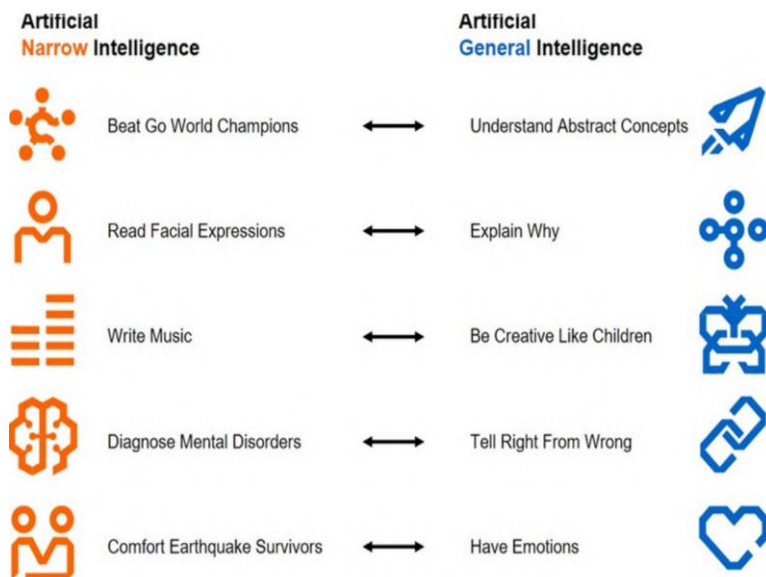 Artificial
Narrow Intelligence
Artificial
General Intelligence
Beat Go World Champions
Understand Abstract Concepts
Read Facial Expressions
Explain Why
Write Music
Be Creative Like Children
Diagnose Mental Disorders
Tell Right From Wrong
Comfort Earthquake Survivors
Have Emotions